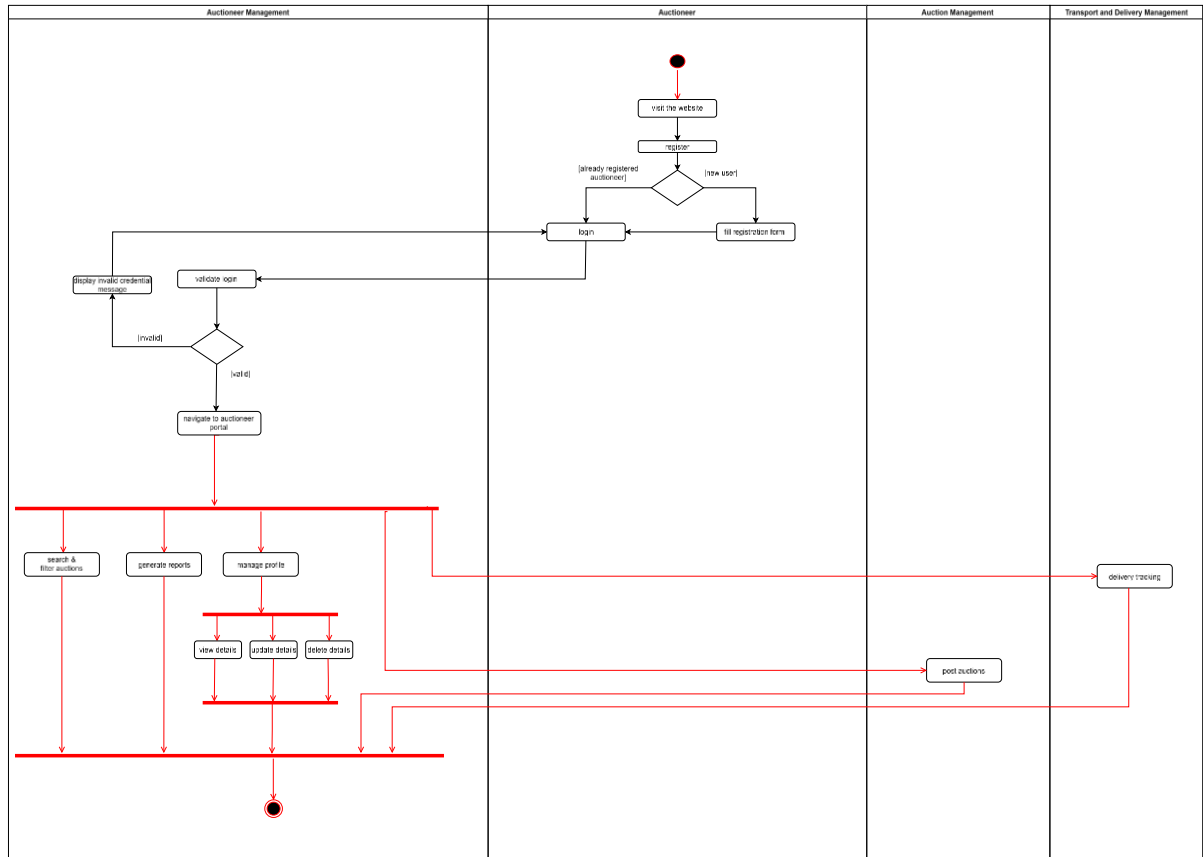 Auctioneer Management
Auctioneer
Auction Management
Transport and Delivery Management
visit the website
register
[already registered
auctioneer]
[new user]
login
fill registration form
display invalid credential
message
validate login
[invalid]
[valid]
navigate to auctioneer
portal
search &
filter auctions
generate reports
manage profile
delivery tracking
view details
update details
delete details
post auctions